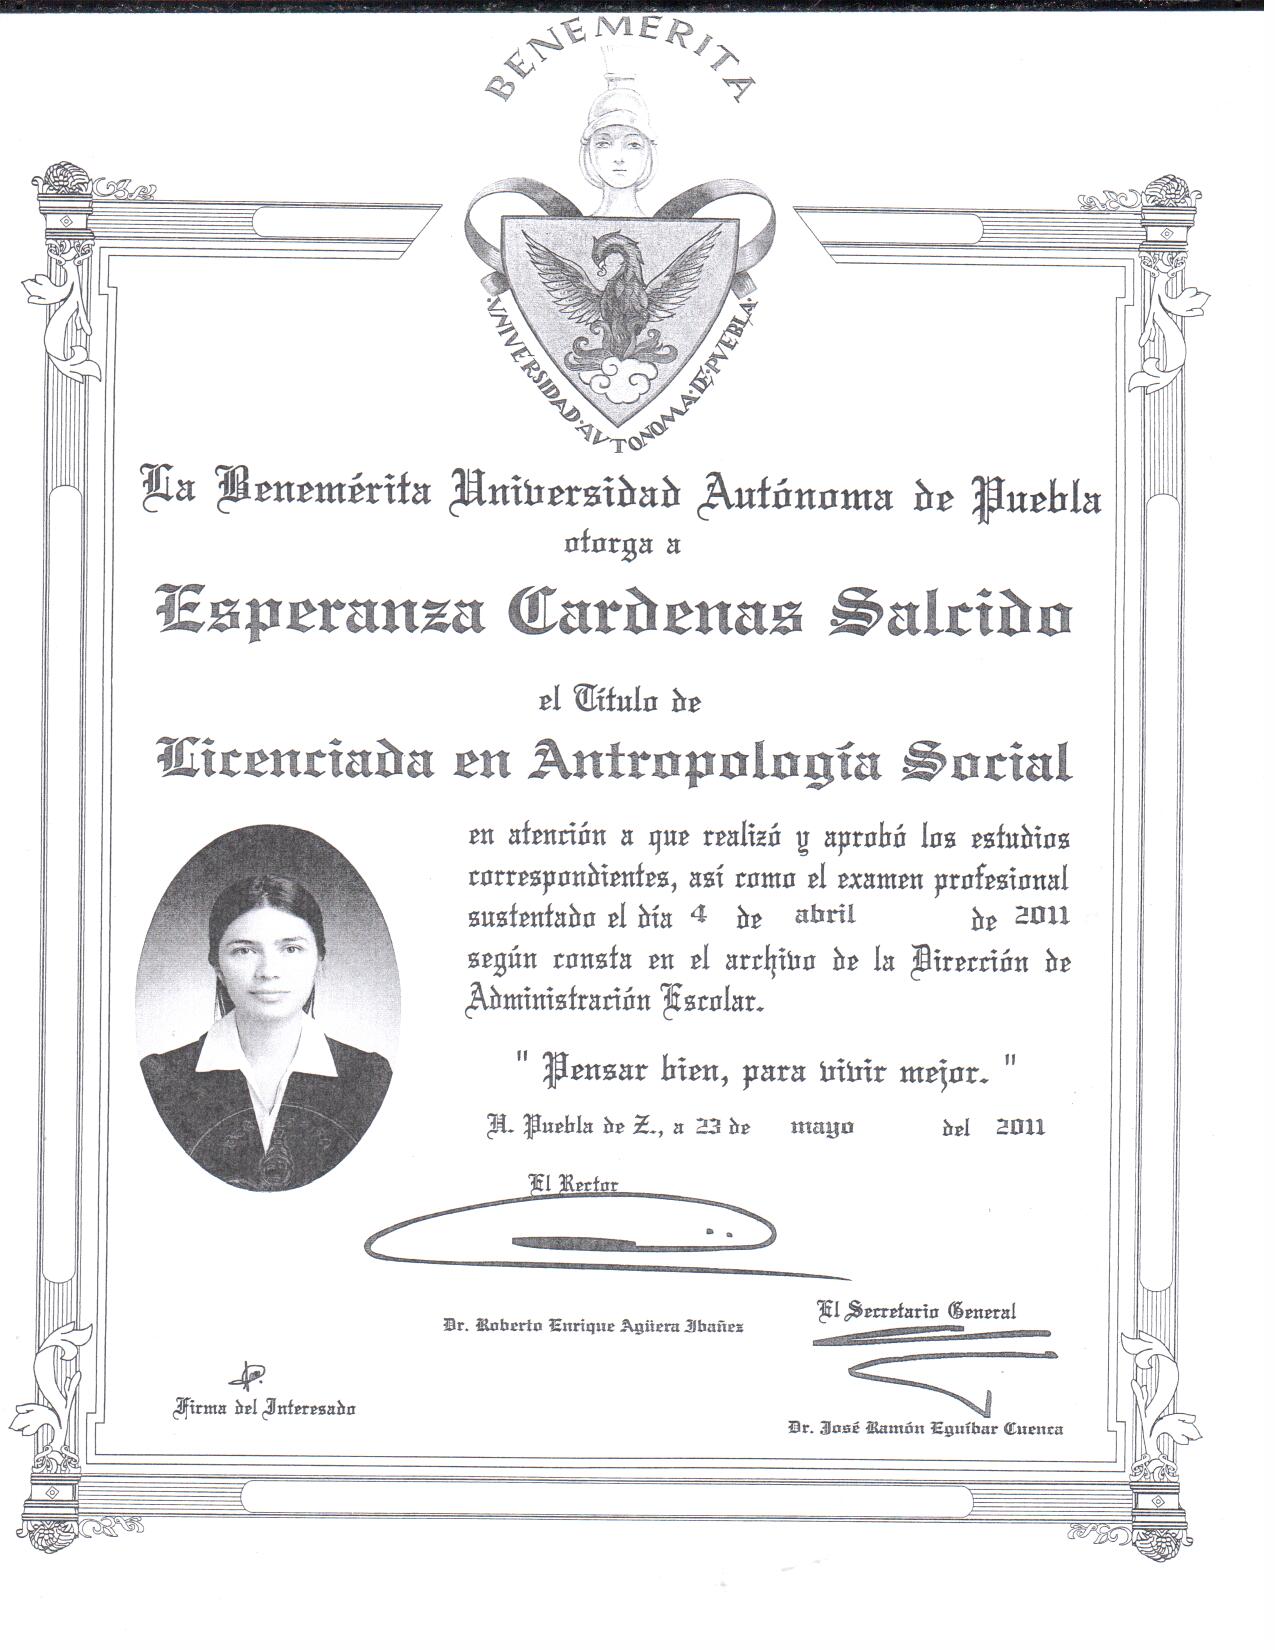 BENEMERITA
·VNIVERSIDAD·AVTONOMA·DE·PVEBLA·
La Benemérita Universidad Autónoma de Puebla
otorga a
Esperanza Cardenas Salcido
el Título de
Licenciada en Antropología Social
en atención a que realizó y aprobó los estudios
correspondientes, así como el examen profesional
sustentado el día 4 de abril de 2011
según consta en el archivo de la Dirección de
Administración Escolar.
" Pensar bien, para vivir mejor. "
H. Puebla de Z., a 23 de mayo del 2011
El Rector
Dr. Roberto Enrique Agüera Ibañez
El Secretario General
Firma del Interesado
Dr. José Ramón Eguíbar Cuenca